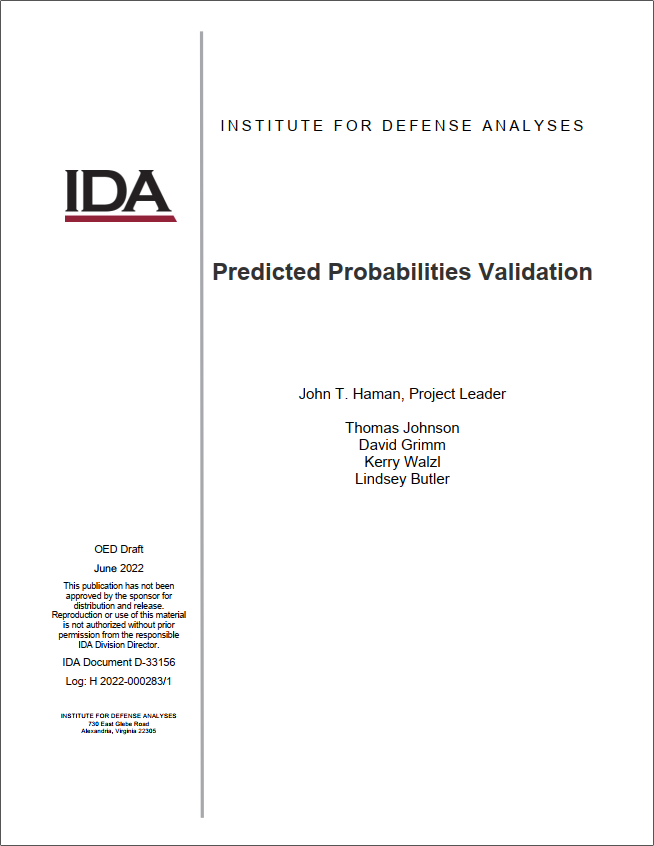 INSTITUTE FOR DEFENSE ANALYSES
IDA
Predicted Probabilities Validation
John T. Haman, Project Leader
Thomas Johnson
David Grimm
Kerry Walzl
Lindsey Butler
OED Draft
June 2022
This publication has not been
approved by the sponsor for
distribution and release.
Reproduction or use of this material
is not authorized without prior
permission from the responsible
IDA Division Director.
IDA Document D-33156
Log: H 2022-000283/1
INSTITUTE FOR DEFENSE ANALYSES
730 East Glebe Road
Alexandria, Virginia 22305